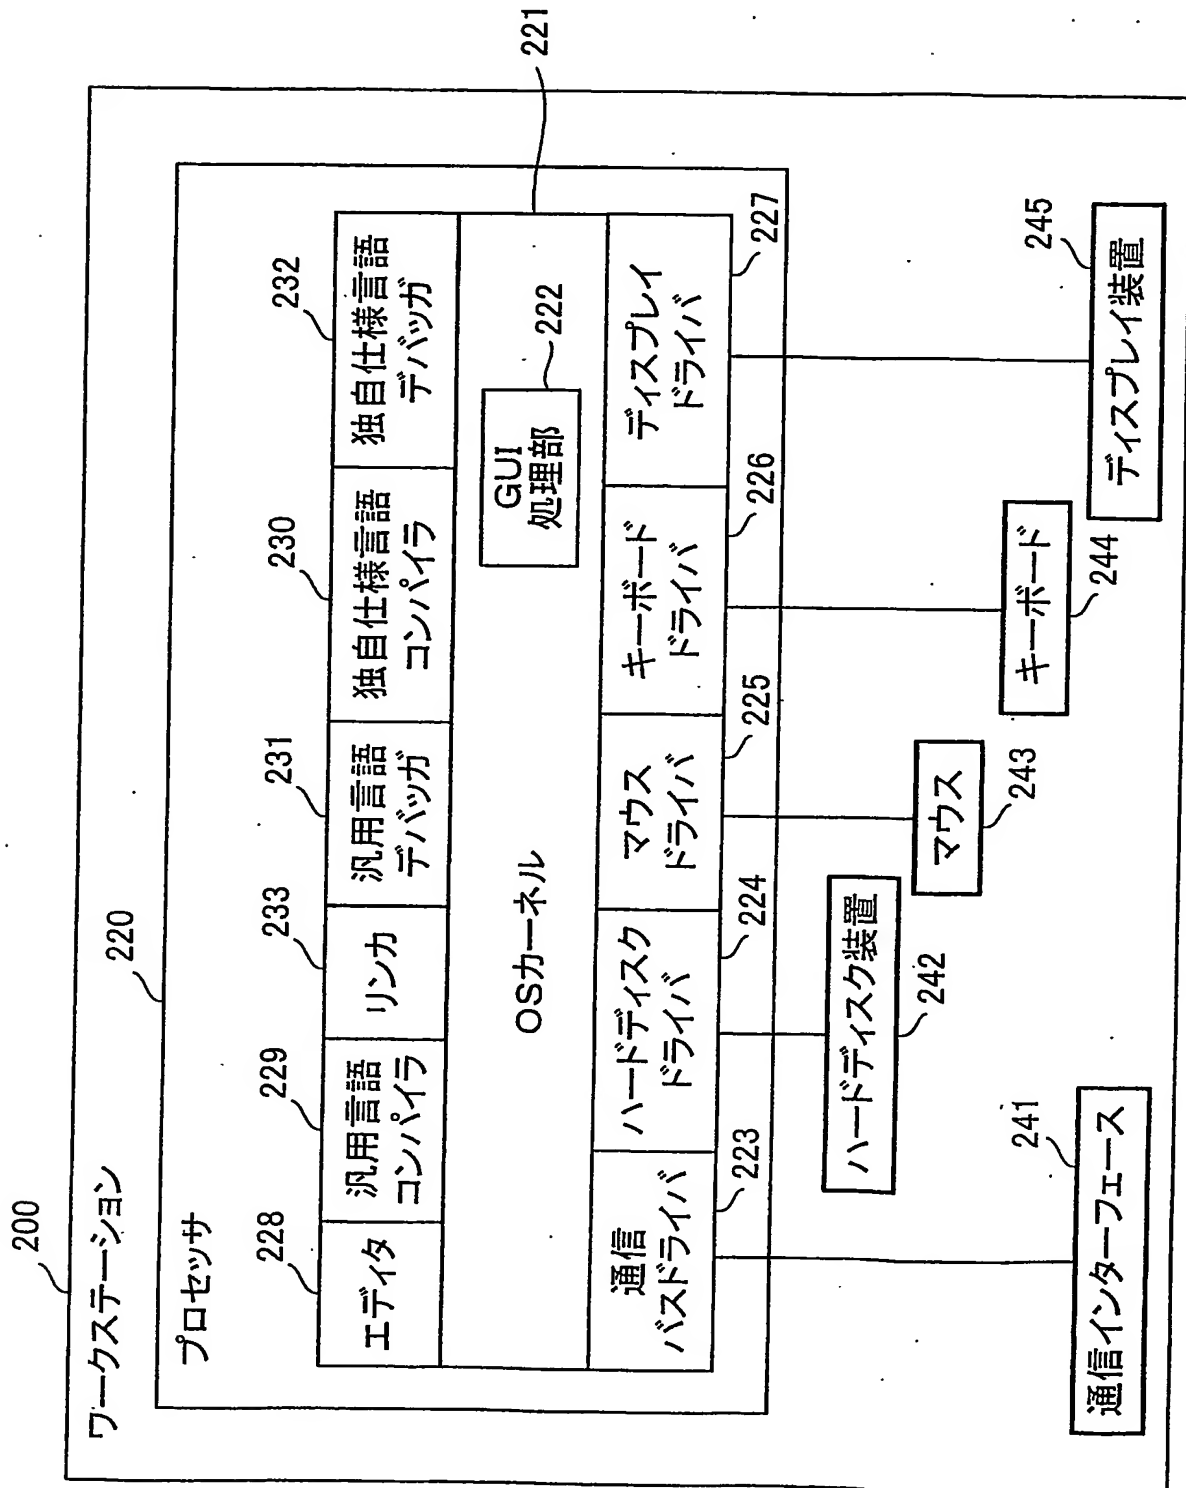 200
ワークステーション
220
プロセッサ
228
229
233
231
230
232
エディタ
汎用言語
コンパイラ
リンカ
汎用言語
デバッガ
独自仕様言語
コンパイラ
独自仕様言語
デバッガ
221
OSカーネル
GUI
処理部
222
通信
バスドライバ
ハードディスク
ドライバ
マウス
ドライバ
キーボード
ドライバ
ディスプレイ
ドライバ
223
224
225
226
227
ハードディスク装置
242
マウス
243
キーボード
244
241
通信インターフェース
245
ディスプレイ装置